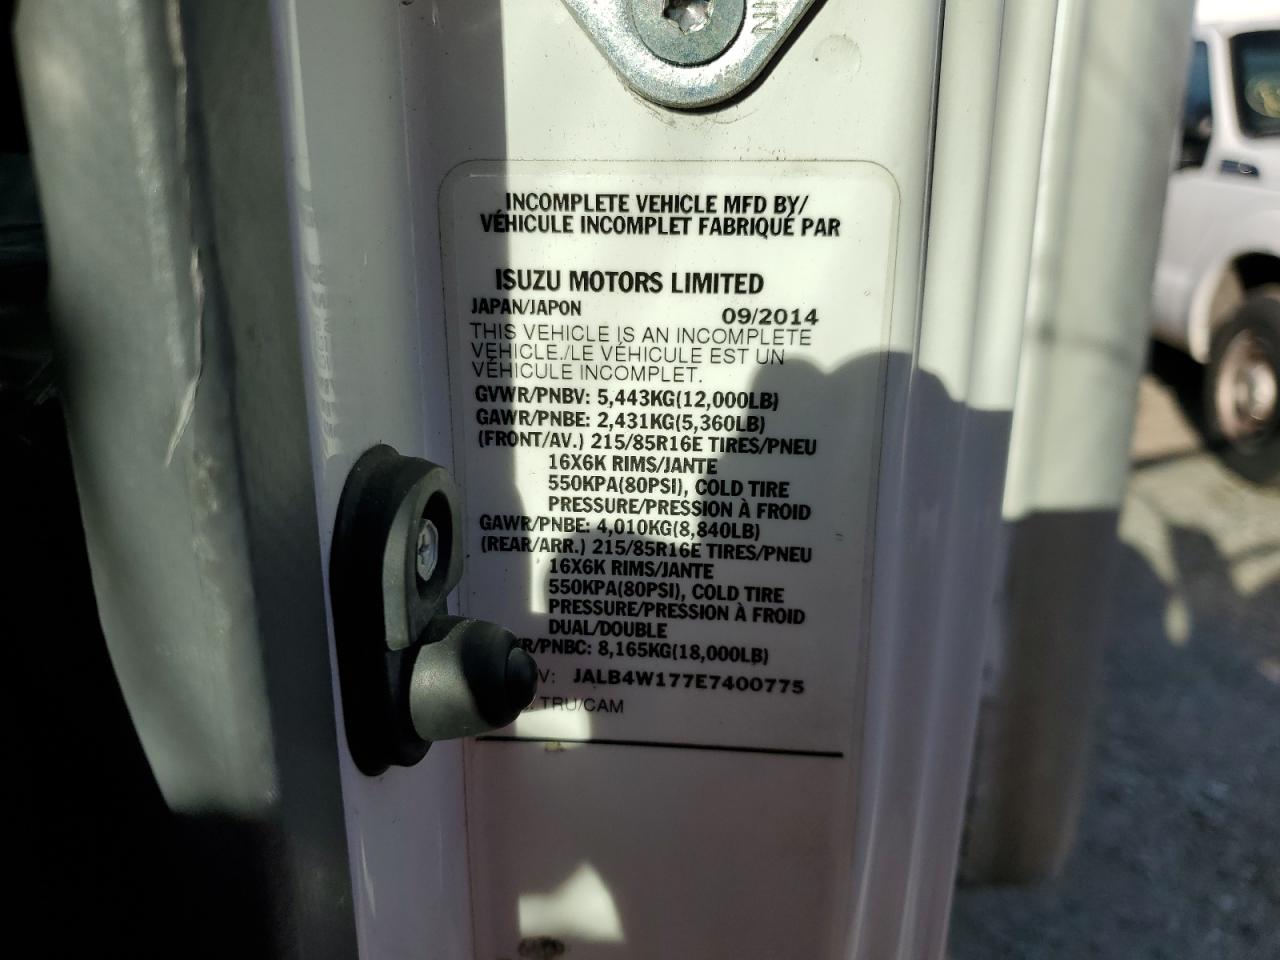 INCOMPLETE VEHICLE MFD BY/
VÉHICULE INCOMPLET FABRIQUÉ PAR
ISUZU MOTORS LIMITED
JAPAN/JAPON 09/2014
THIS VEHICLE IS AN INCOMPLETE
VEHICLE./LE VÉHICULE EST UN
VÉHICULE INCOMPLET.
GVWR/PNBV: 5,443KG(12,000LB)
GAWR/PNBE: 2,431KG(5,360LB)
(FRONT/AV.) 215/85R16E TIRES/PNEU
16X6K RIMS/JANTE
550KPA(80PSI), COLD TIRE
PRESSURE/PRESSION À FROID
GAWR/PNBE: 4,010KG(8,840LB)
(REAR/ARR.) 215/85R16E TIRES/PNEU
16X6K RIMS/JANTE
550KPA(80PSI), COLD TIRE
PRESSURE/PRESSION À FROID
DUAL/DOUBLE
R/PNBC: 8,165KG(18,000LB)
V: JALB4W177E7400775
TRU/CAM